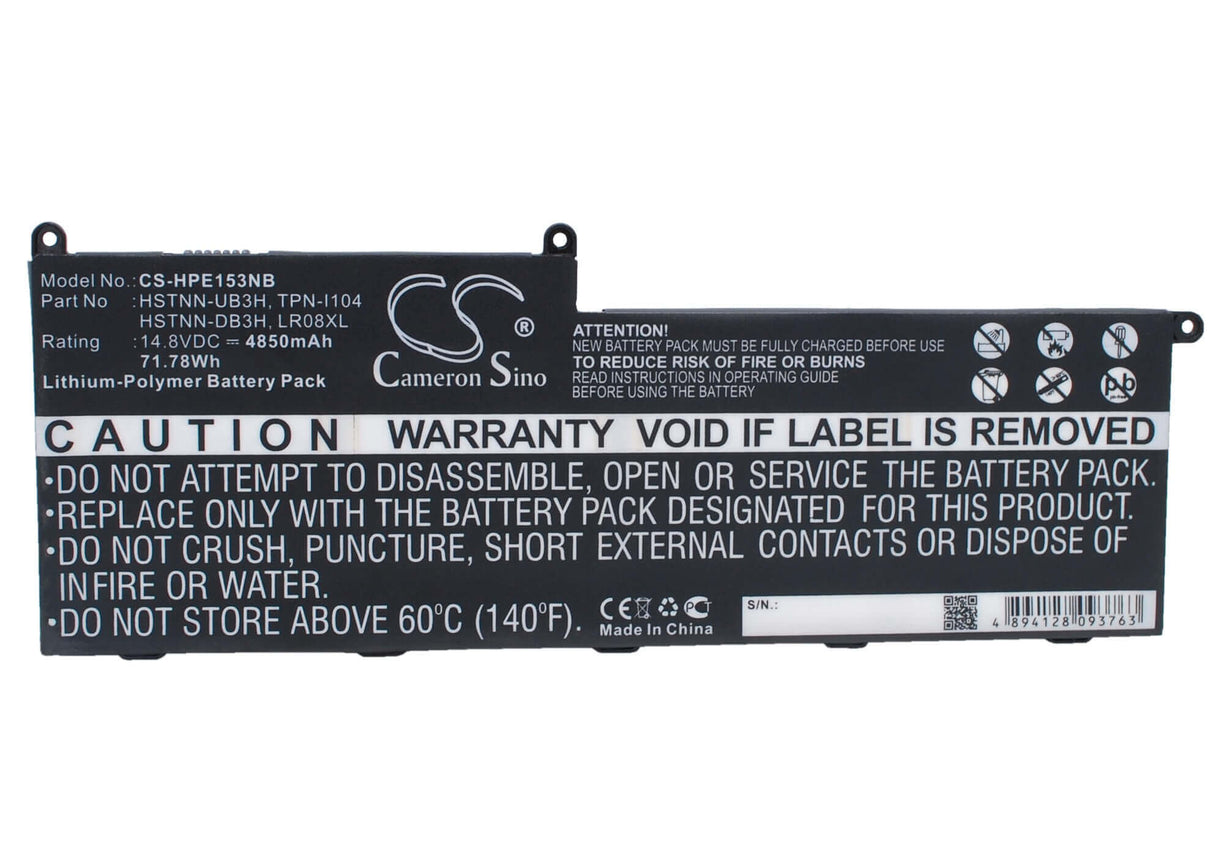 Model No.: CS-HPE153NB
Part No : HSTNN-UB3H, TPN-I104
HSTNN-DB3H, LR08XL
Rating : 14.8VDC ⎓ 4850mAh
71.78Wh
Lithium-Polymer Battery Pack
CS ®
Cameron Sino
ATTENTION:
NEW BATTERY PACK MUST BE FULLY CHARGED BEFORE USE
TO REDUCE RISK OF FIRE OR BURNS
READ INSTRUCTIONS IN OPERATING GUIDE
BEFORE USING THE BATTERY
pb
CAUTION WARRANTY VOID IF LABEL IS REMOVED
•DO NOT ATTEMPT TO DISASSEMBLE, OPEN OR SERVICE THE BATTERY PACK.
•REPLACE ONLY WITH THE BATTERY PACK DESIGNATED FOR THIS PRODUCT.
•DO NOT CRUSH, PUNCTURE, SHORT EXTERNAL CONTACTS OR DISPOSE OF
IN FIRE OR WATER.
•DO NOT STORE ABOVE 60°C (140°F).
CE PCT
Made In China
S/N.:
4 894128 093763